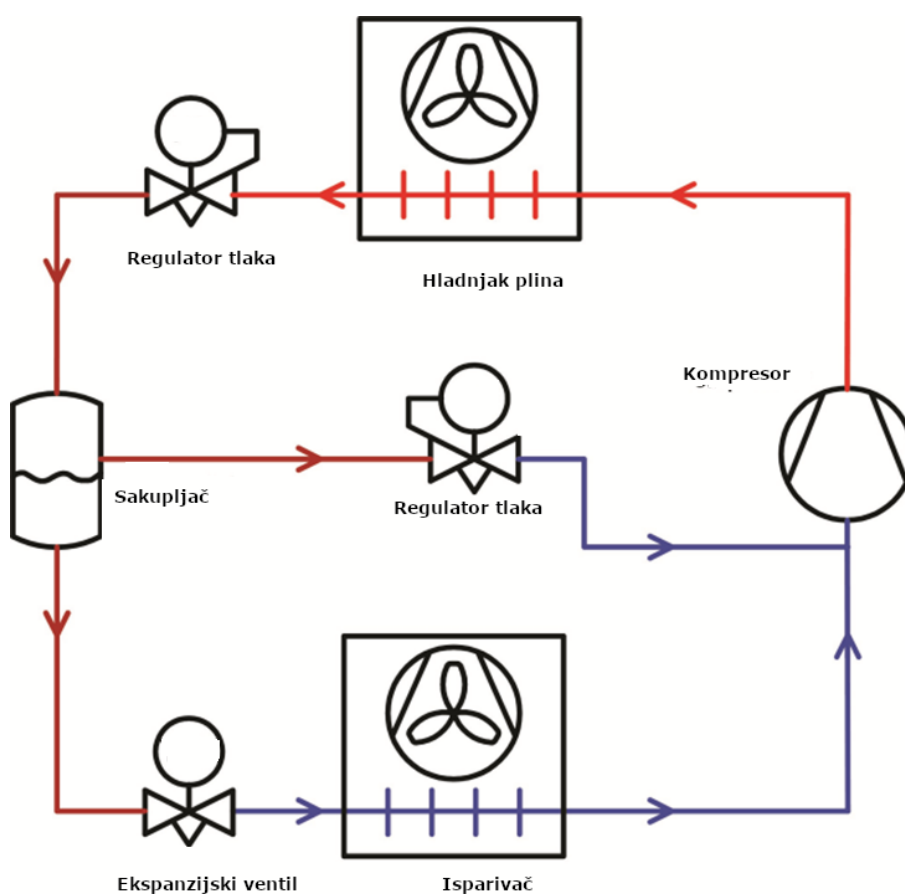 Regulator tlaka
Hladnjak plina
Kompresor
Sakupljač
Regulator tlaka
Ekspanzijski ventil
Isparivač